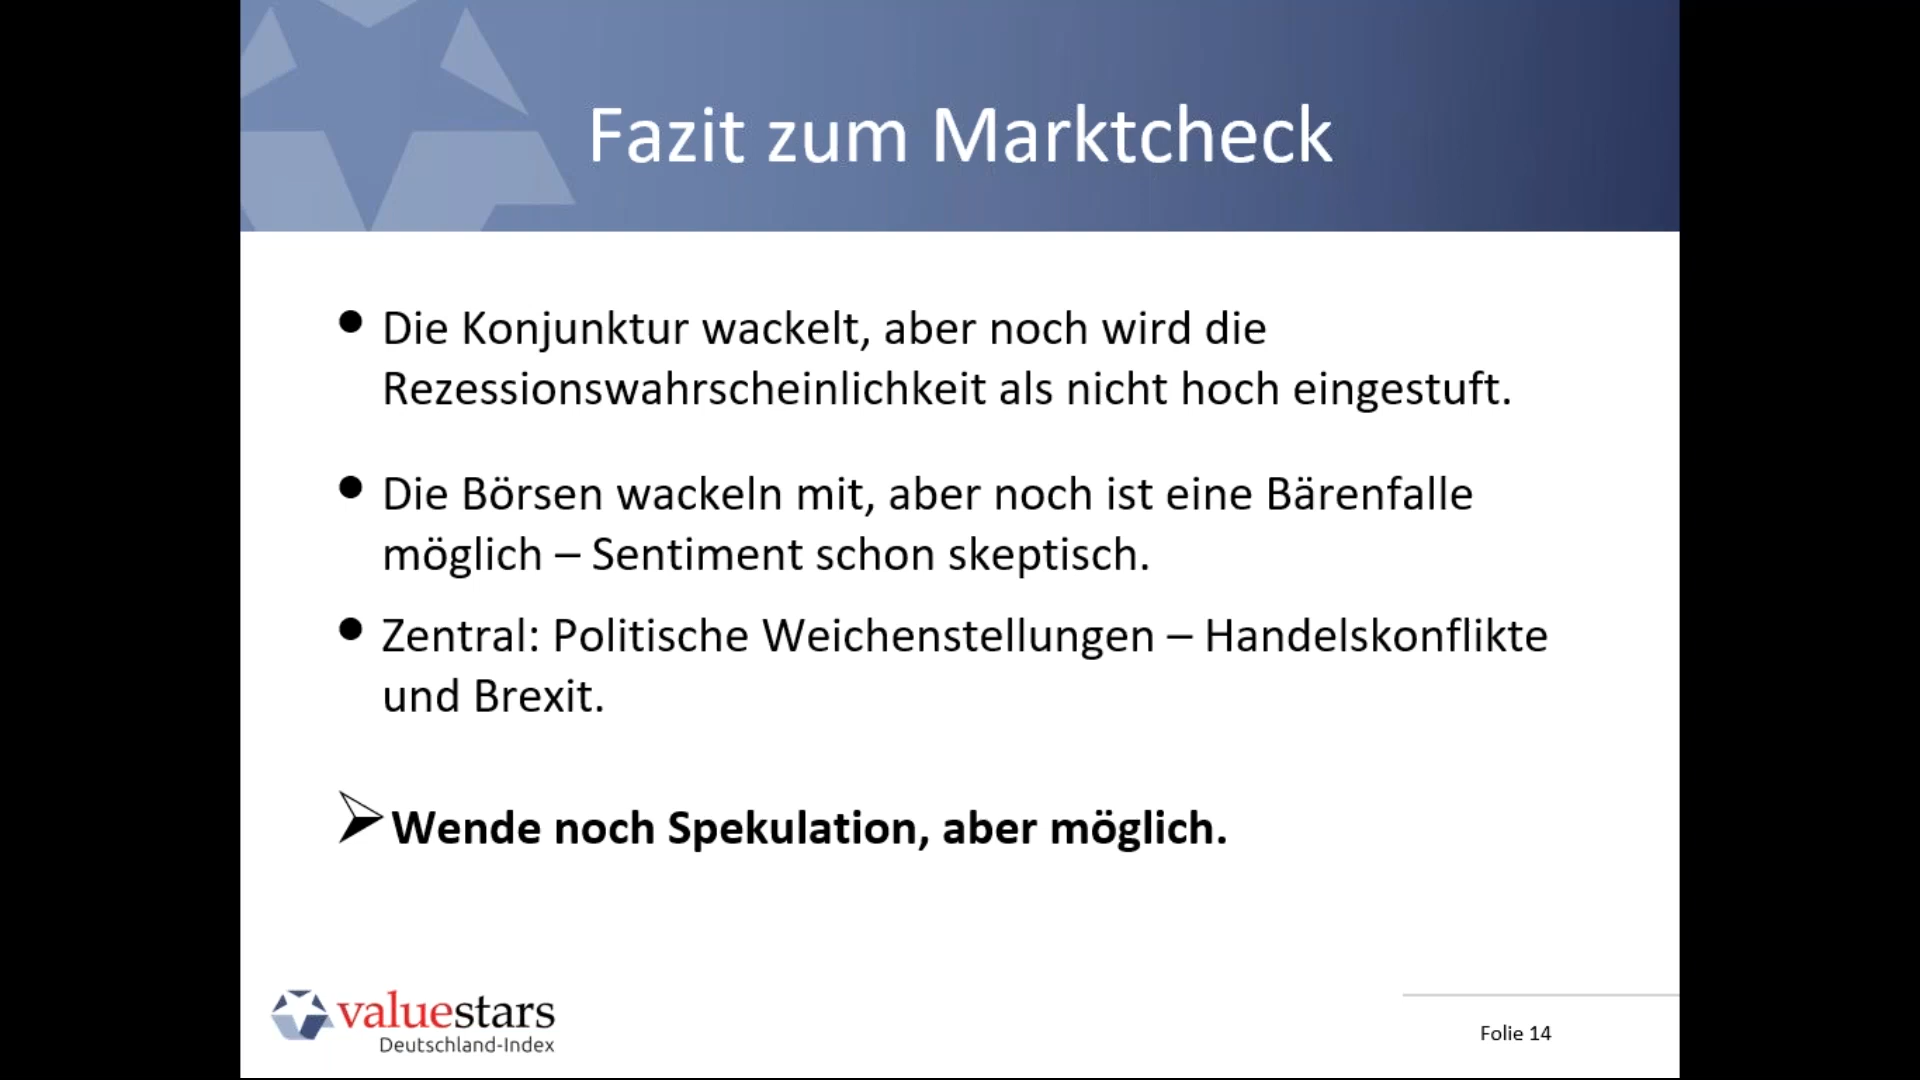 Fazit zum Marktcheck
• Die Konjunktur wackelt, aber noch wird die
Rezessionswahrscheinlichkeit als nicht hoch eingestuft.
• Die Börsen wackeln mit, aber noch ist eine Bärenfalle
möglich – Sentiment schon skeptisch.
• Zentral: Politische Weichenstellungen – Handelskonflikte
und Brexit.
➢ Wende noch Spekulation, aber möglich.
valuestars
Deutschland-Index
Folie 14